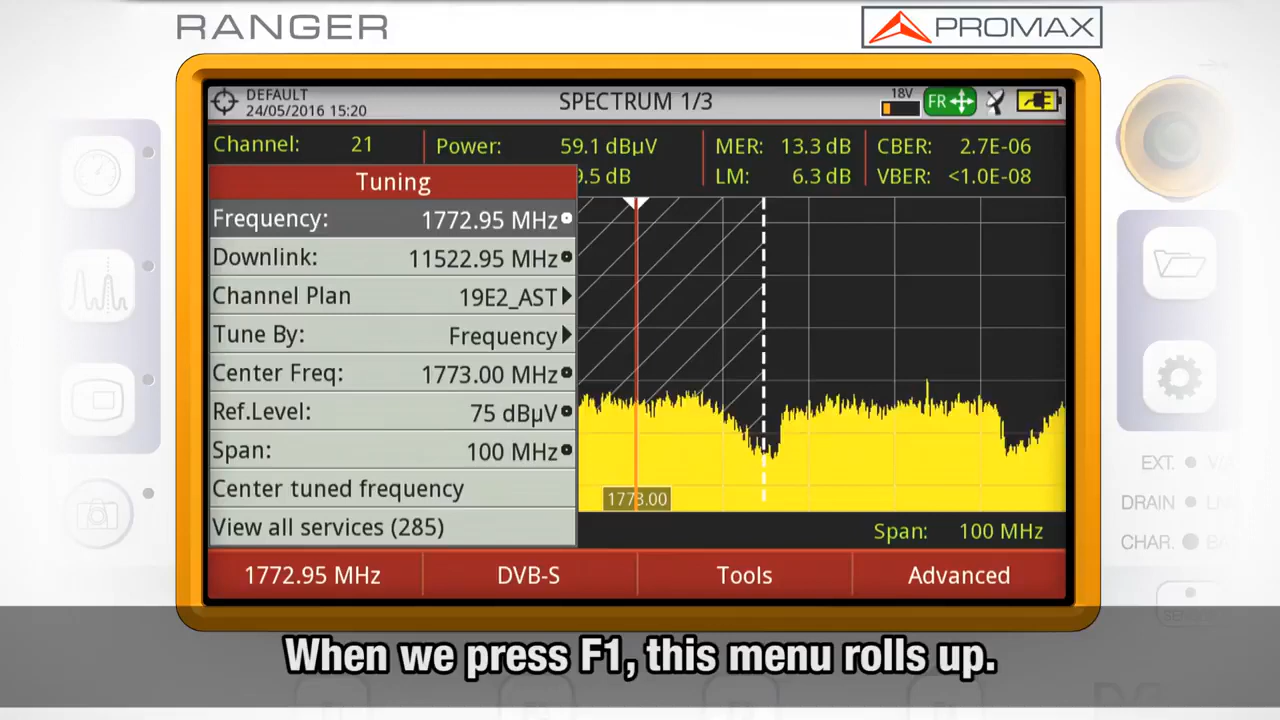 RANGER
PROMAX
DEFAULT
24/05/2016 15:20
SPECTRUM 1/3
18V
FR
Channel: 21
Power: 59.1 dBµV
MER: 13.3 dB
CBER: 2.7E-06
9.5 dB
LM: 6.3 dB
VBER: <1.0E-08
Tuning
Frequency: 1772.95 MHz
Downlink: 11522.95 MHz
Channel Plan 19E2_AST
Tune By: Frequency
Center Freq: 1773.00 MHz
Ref.Level: 75 dBµV
Span: 100 MHz
Center tuned frequency
View all services (285)
1773.00
Span: 100 MHz
1772.95 MHz
DVB-S
Tools
Advanced
EXT.
DRAIN
CHAR.
When we press F1, this menu rolls up.